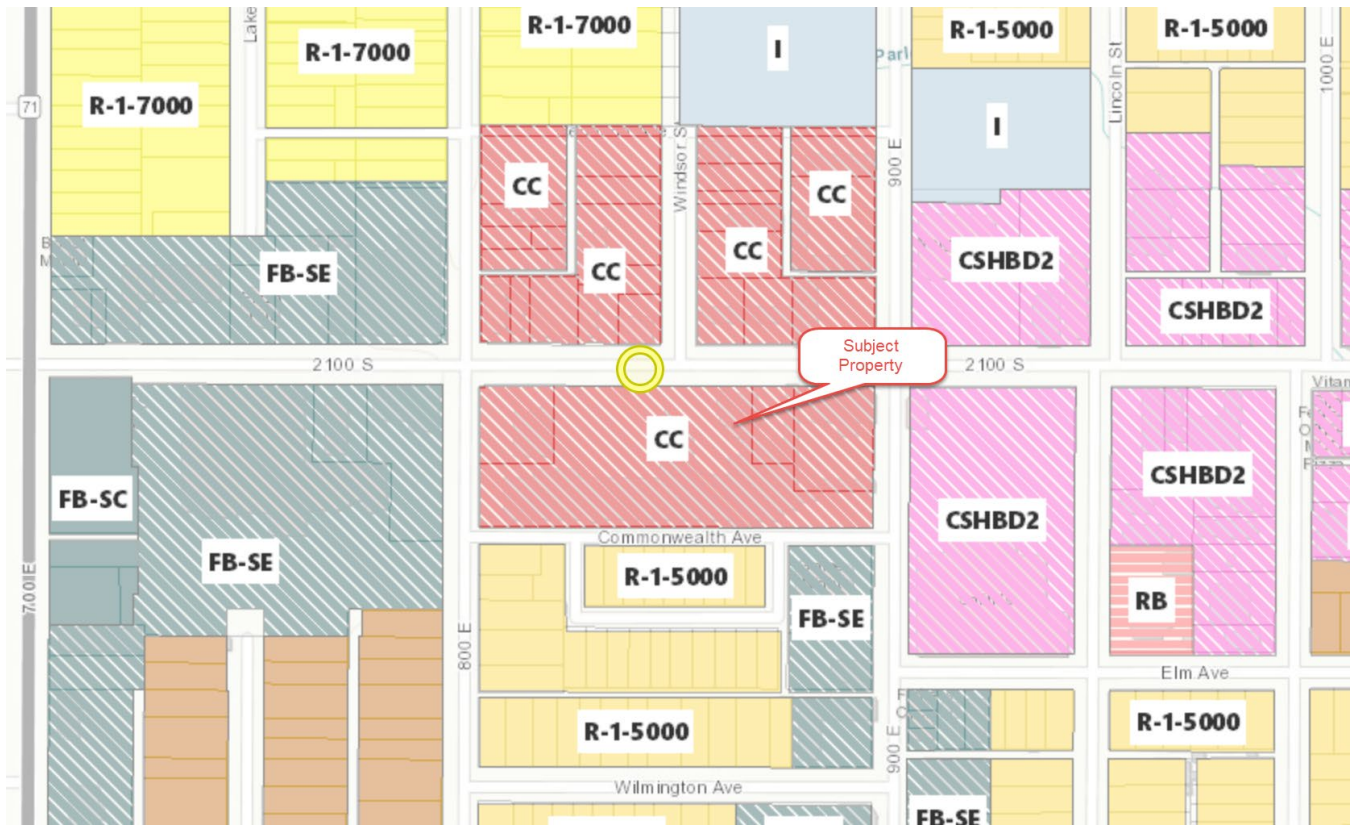 Lake
R-1-7000
R-1-7000
R-1-7000
I
R-1-5000
R-1-5000
Parl
Lincoln St
1000 E
71
I
CC
CC
Windsor S
900 E
CC
CC
FB-SE
CSHBD2
CSHBD2
2100 S
Subject
Property
2100 S
Vitam
CC
CSHBD2
FB-SC
CSHBD2
Commonwealth Ave
FB-SE
R-1-5000
700 E
FB-SE
RB
800 E
Elm Ave
R-1-5000
R-1-5000
900 E
Wilmington Ave
FB-SE